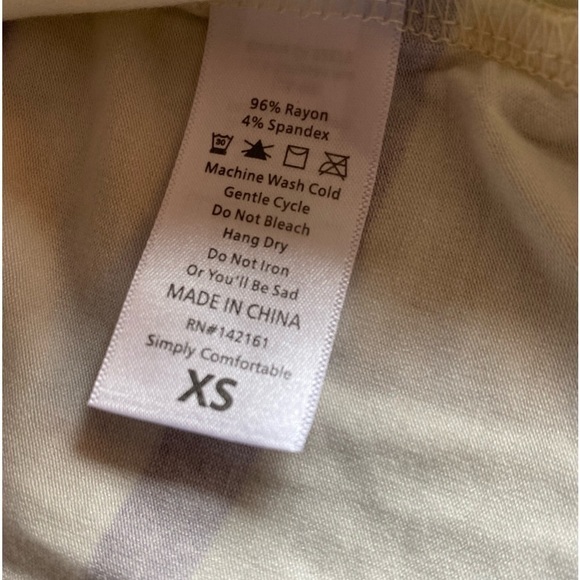 96% Rayon
4% Spandex
30
Machine Wash Cold
Gentle Cycle
Do Not Bleach
Hang Dry
Do Not Iron
Or You'll Be Sad
MADE IN CHINA
RN#142161
Simply Comfortable
XS